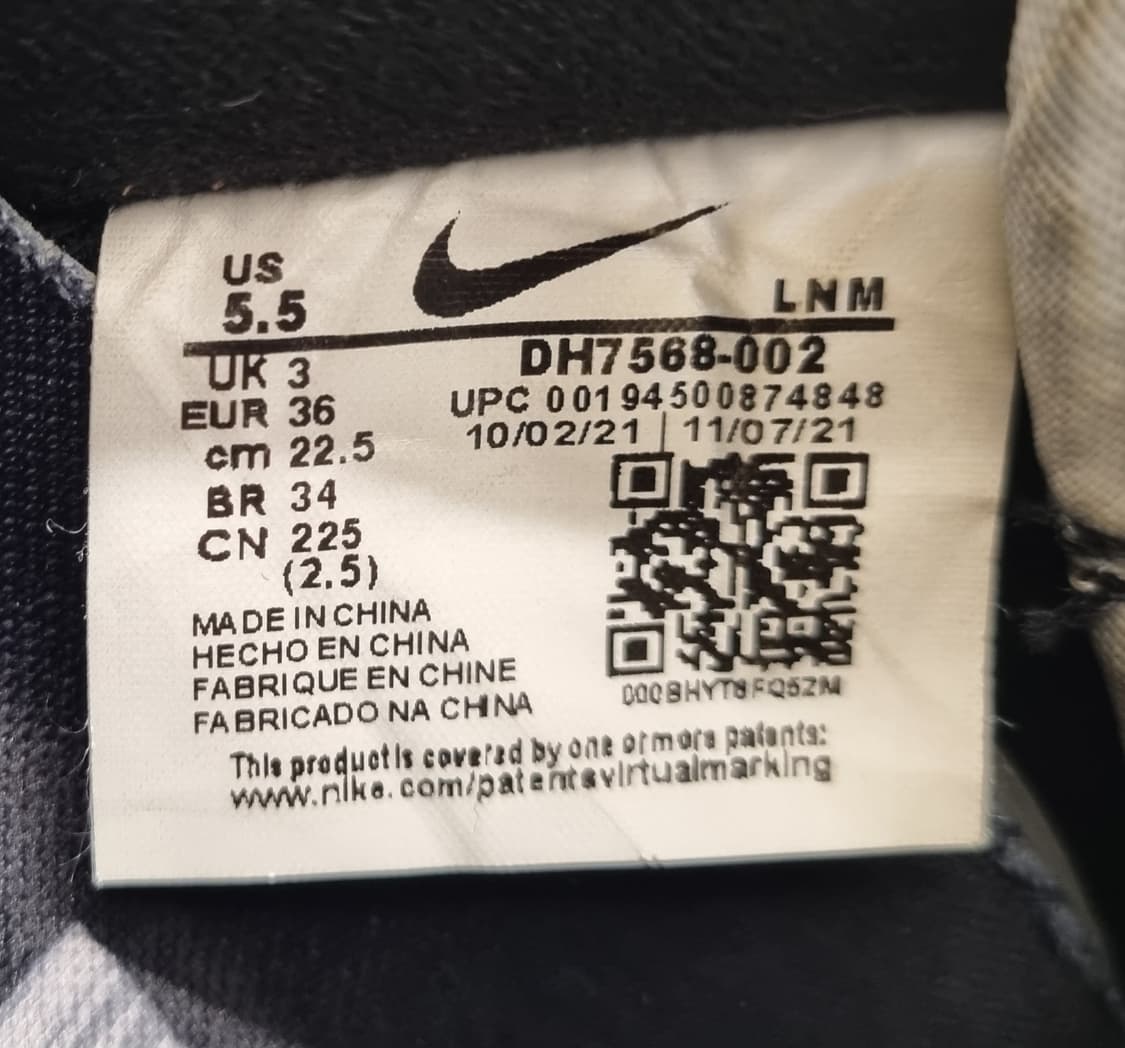 US
5.5
LNM
UK 3
DH7568-002
EUR 36
UPC 00194500874848
cm 22.5
10/02/21 | 11/07/21
BR 34
CN 225
(2.5)
MADE IN CHINA
HECHO EN CHINA
FABRIQUE EN CHINE
FABRICADO NA CHINA
This product is covered by one or more patents:
www.nike.com/patentsvirtualmarking